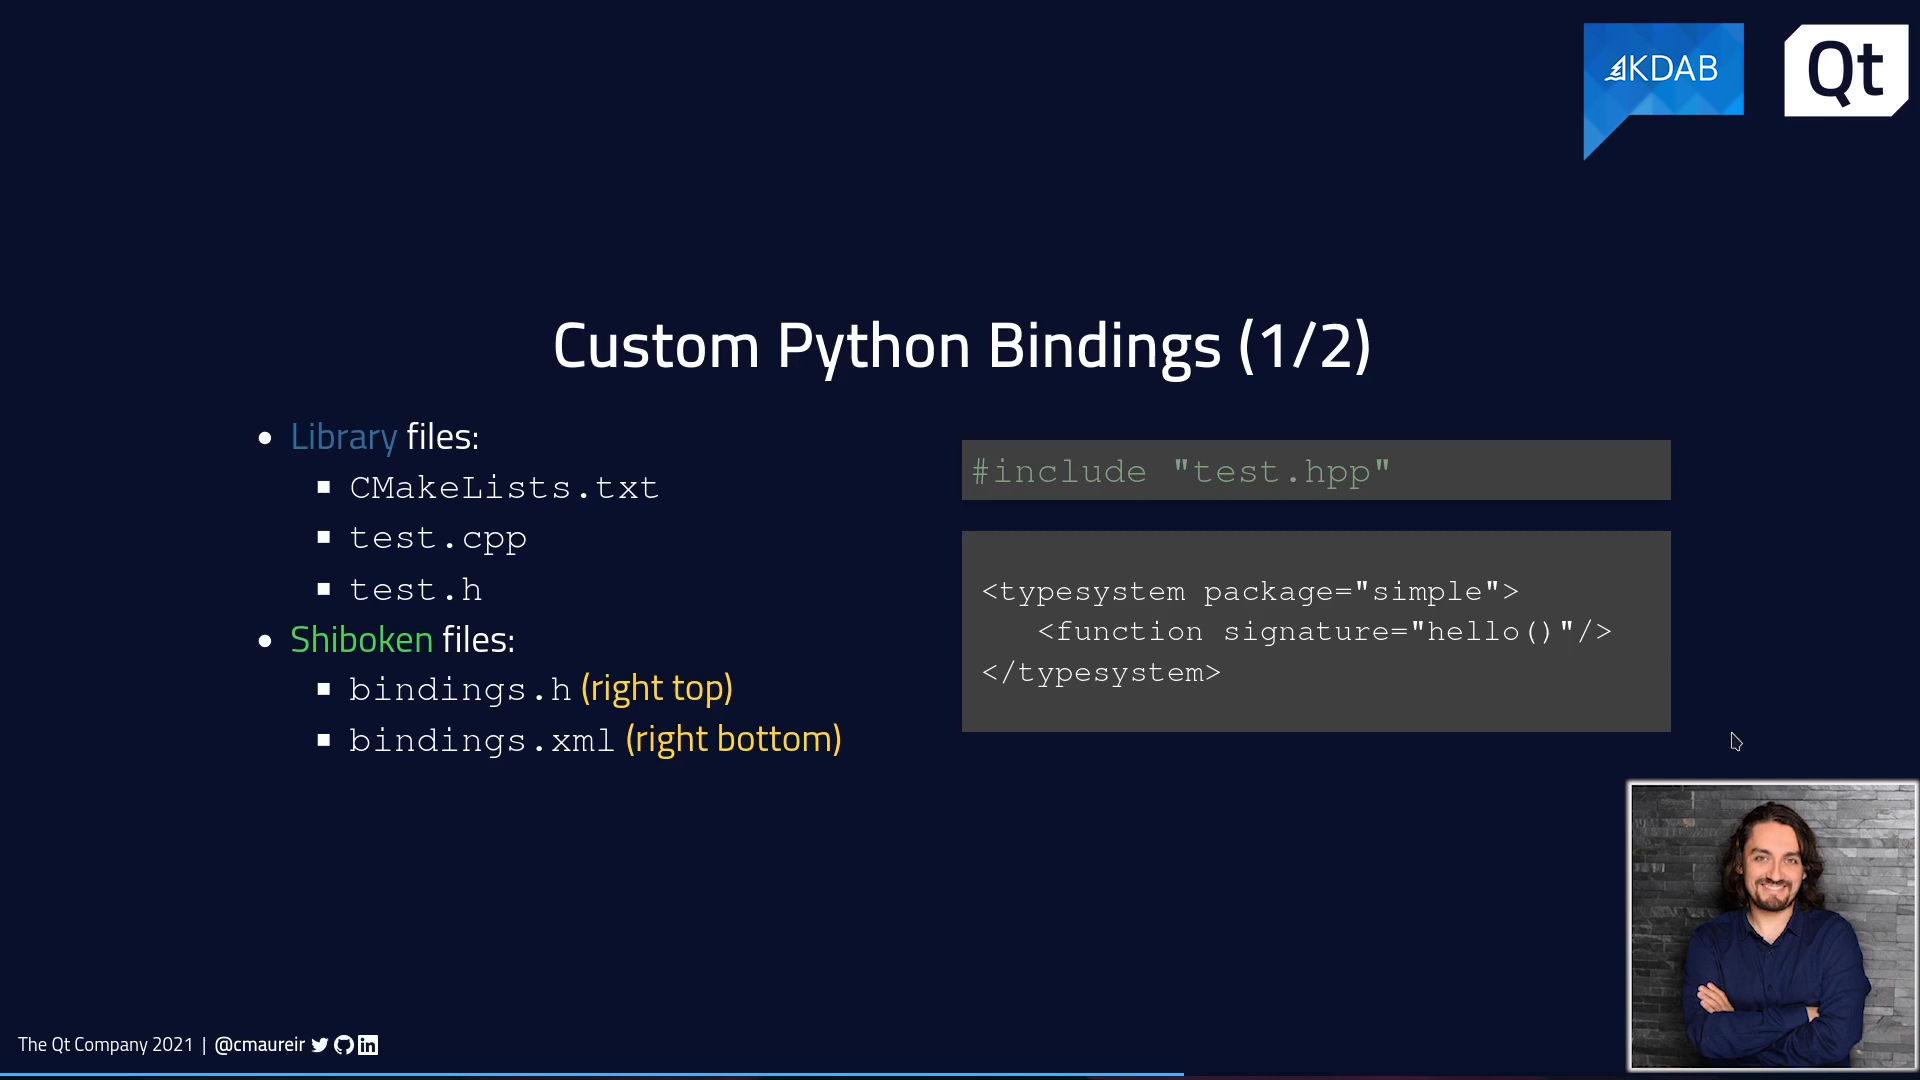 KDAB
Qt
Custom Python Bindings (1/2)
Library files:
CMakeLists.txt
test.cpp
test.h
Shiboken files:
bindings.h (right top)
bindings.xml (right bottom)
#include "test.hpp"
<typesystem package="simple">
<function signature="hello()"/>
</typesystem>
The Qt Company 2021 | @cmaureir